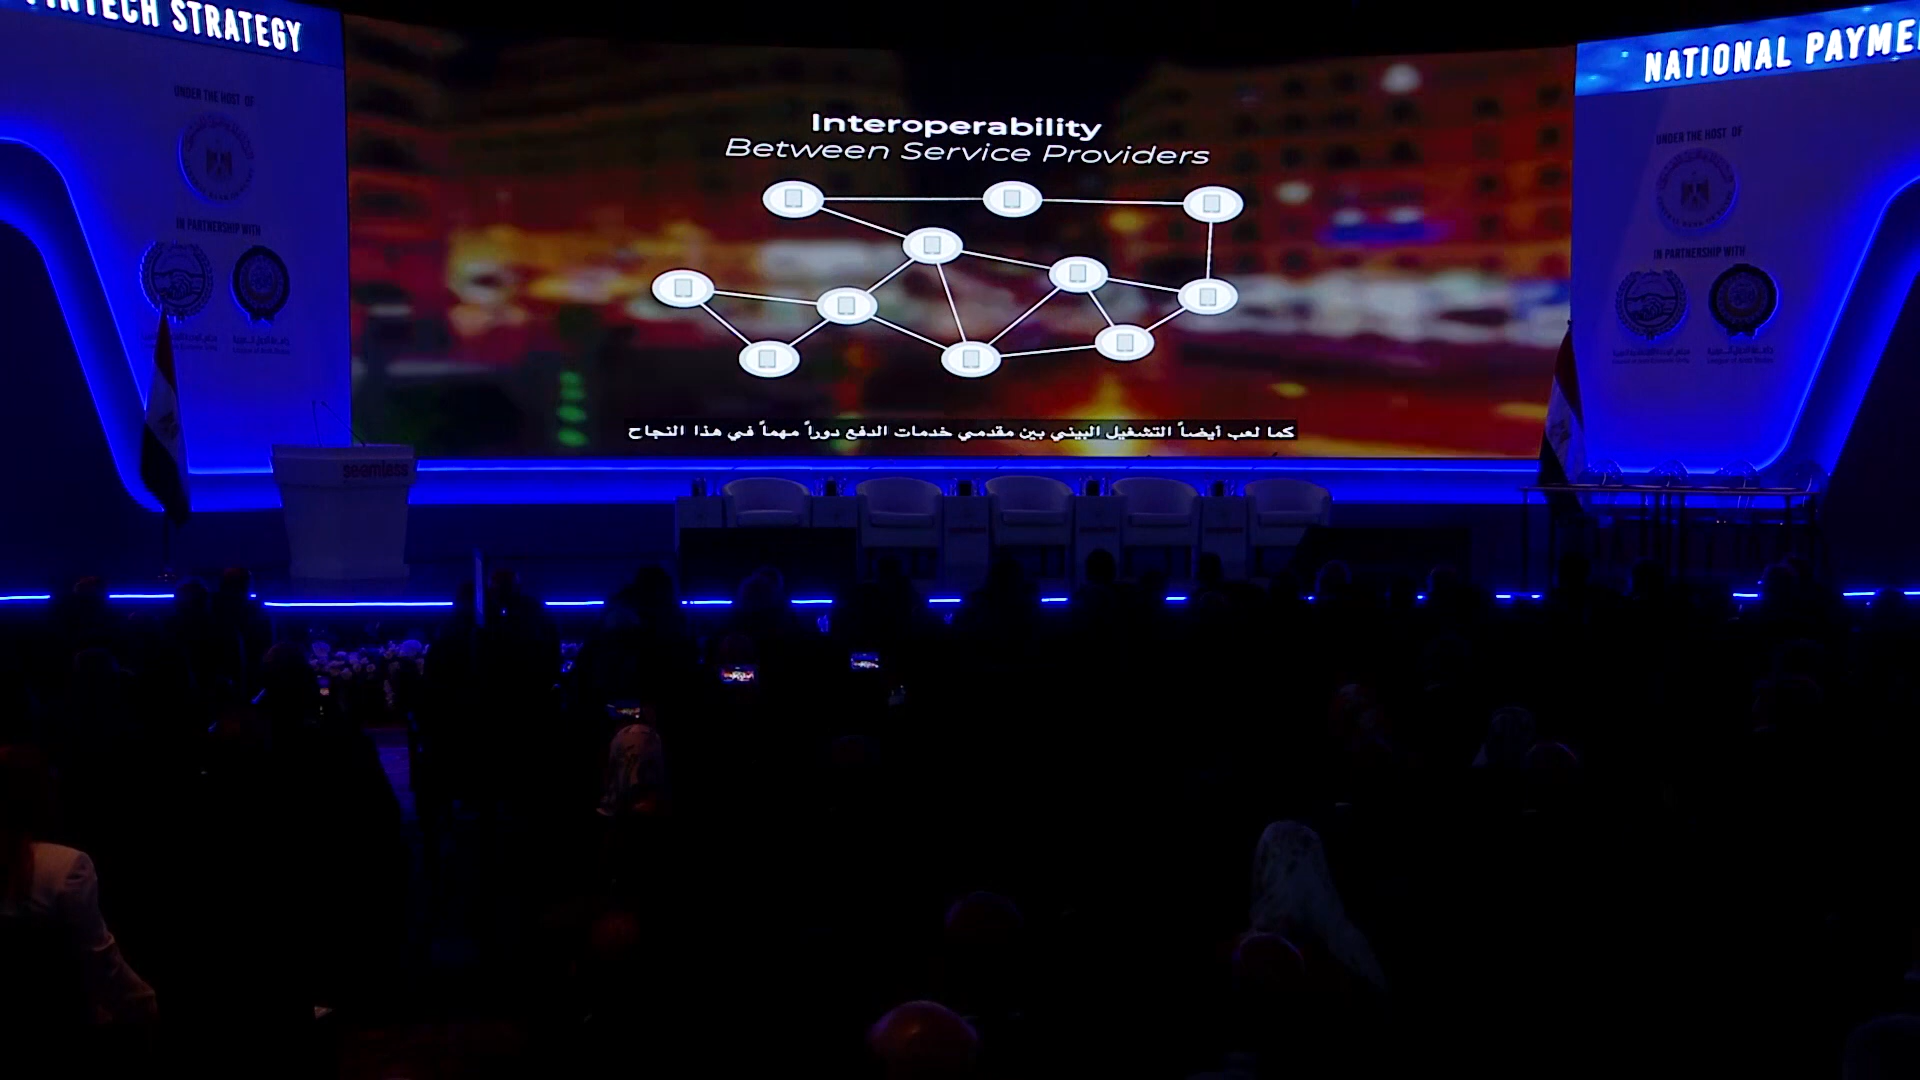 FINTECH STRATEGY
UNDER THE HOST OF
IN PARTNERSHIP WITH
Interoperability
Between Service Providers
كما لعب أيضاً التشغيل البيني بين مقدمي خدمات الدفع دوراً مهماً في هذا النجاح
seamless
NATIONAL PAYME
UNDER THE HOST OF
IN PARTNERSHIP WITH